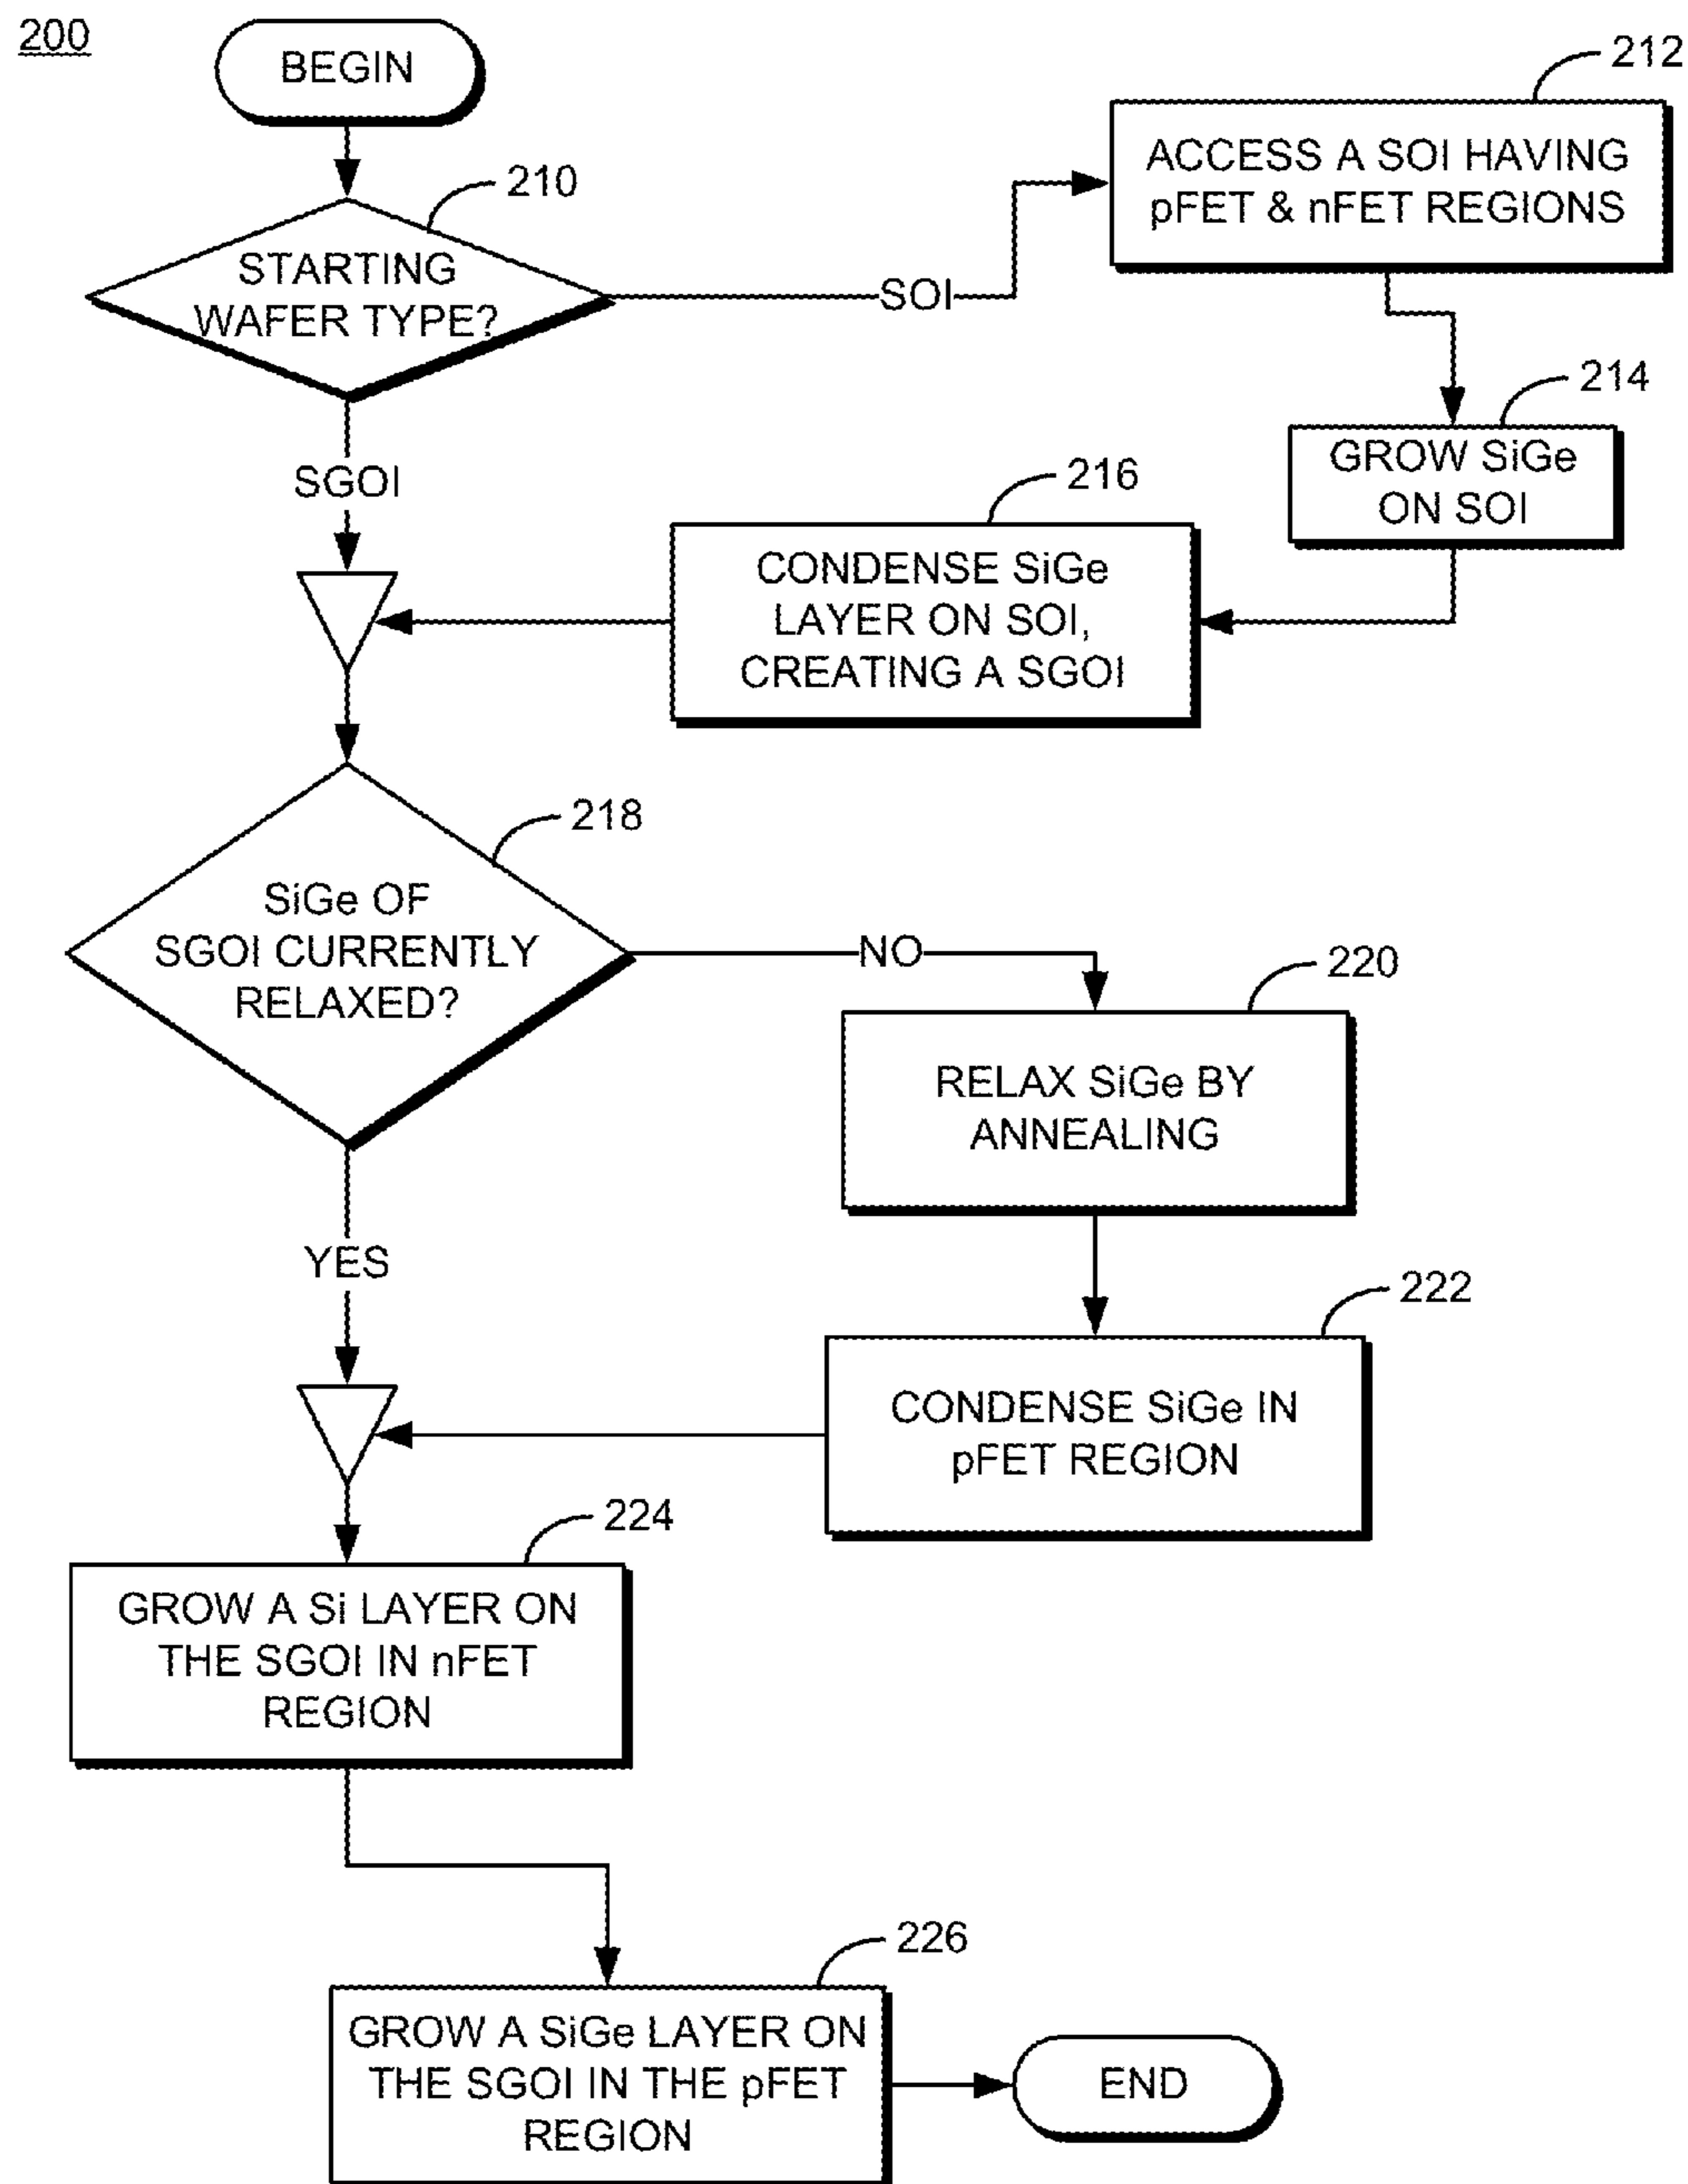 200
BEGIN
212
ACCESS A SOI HAVING
pFET & nFET REGIONS
210
STARTING
WAFER TYPE?
SOI
214
GROW SiGe
ON SOI
SGOI
216
CONDENSE SiGe
LAYER ON SOI,
CREATING A SGOI
218
SiGe OF
SGOI CURRENTLY
RELAXED?
NO
220
RELAX SiGe BY
ANNEALING
YES
222
CONDENSE SiGe IN
pFET REGION
224
GROW A Si LAYER ON
THE SGOI IN nFET
REGION
226
GROW A SiGe LAYER ON
THE SGOI IN THE pFET
REGION
END